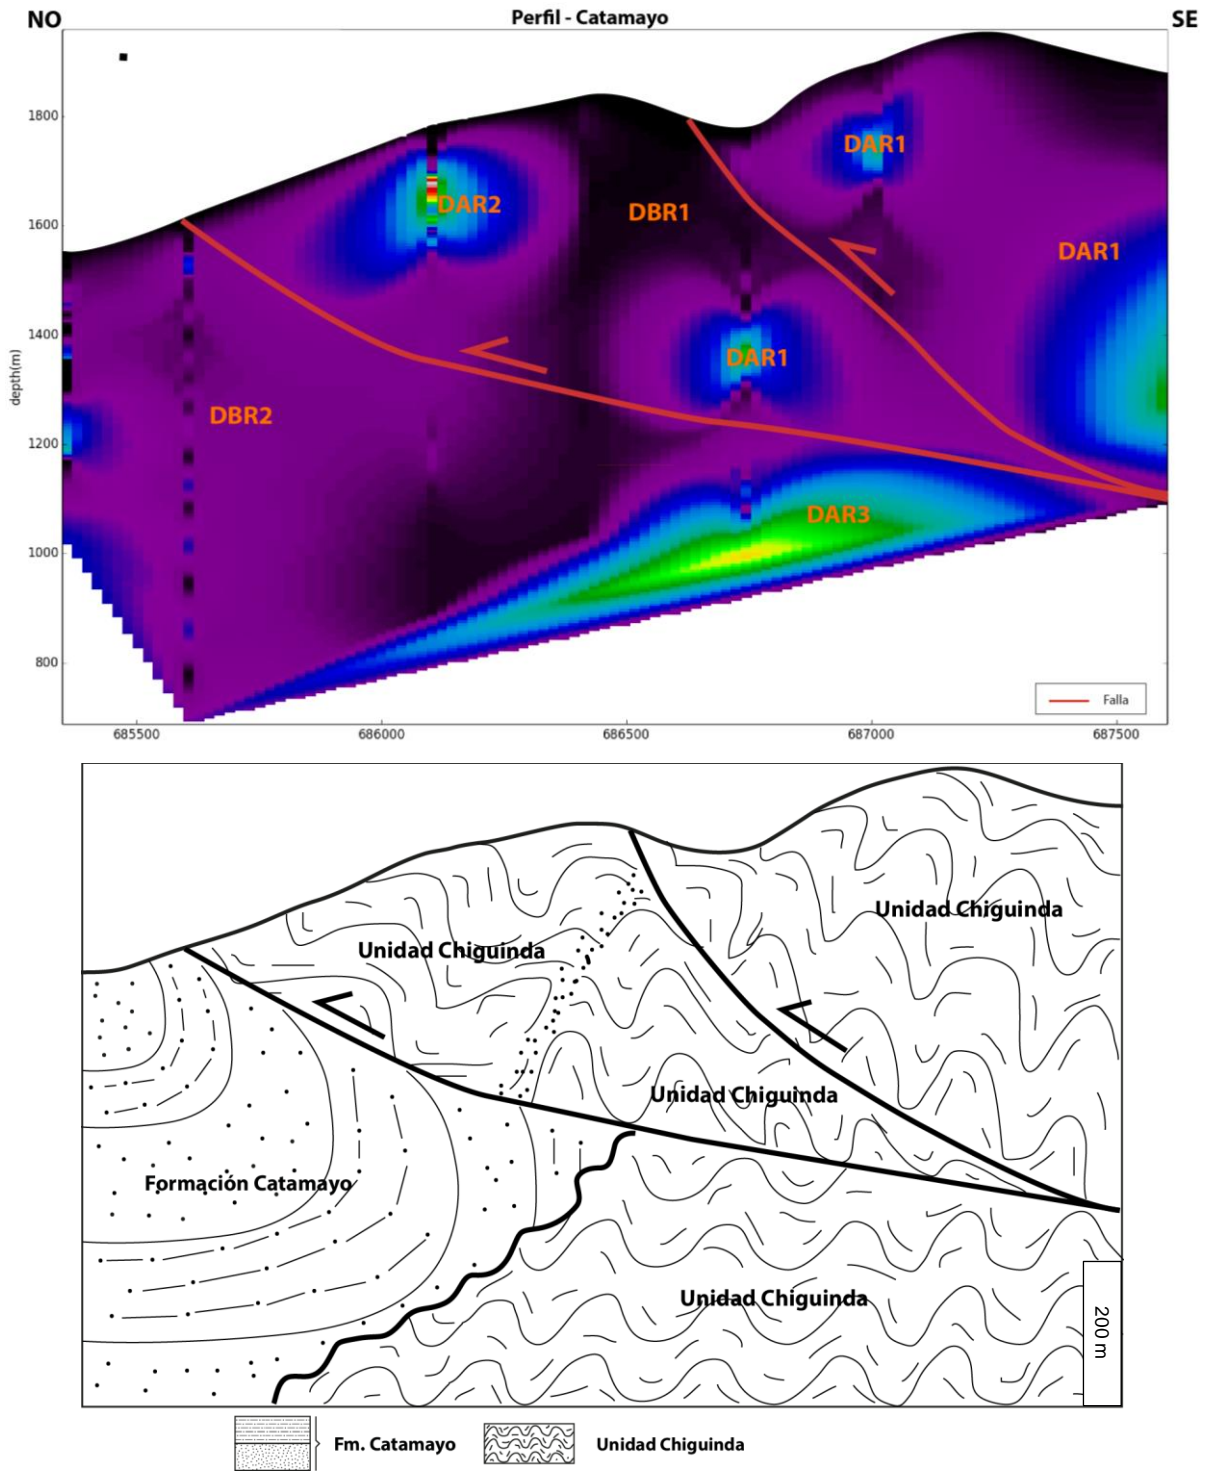 NO
Perfil - Catamayo
SE
1800
1600
1400
1200
1000
800
depth(m)
DAR1
DAR2
DBR1
DAR1
DAR1
DBR2
DAR3
Falla
685500 686000 686500 687000 687500
Unidad Chiguinda
Unidad Chiguinda
Unidad Chiguinda
Formación Catamayo
Unidad Chiguinda
200 m
Fm. Catamayo
Unidad Chiguinda